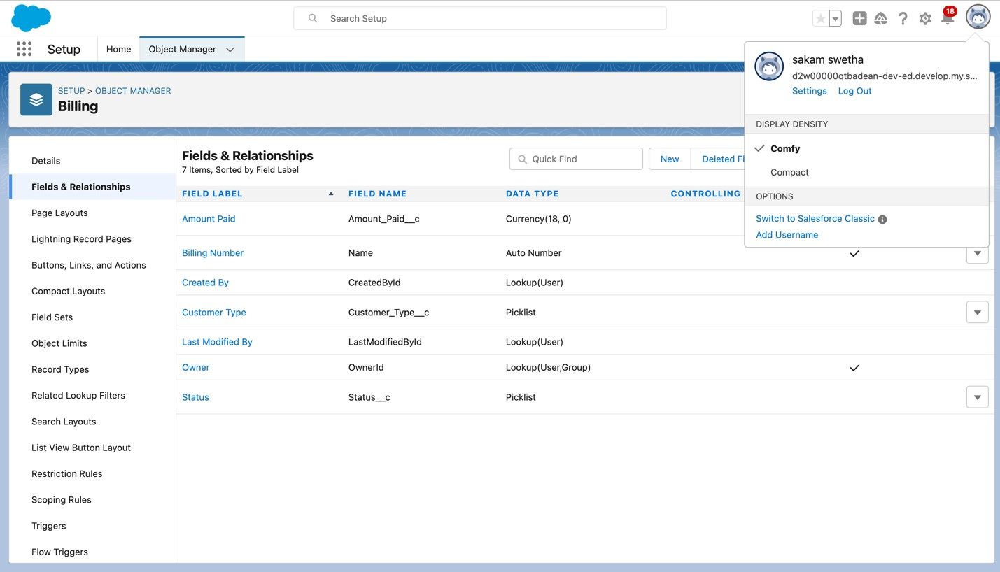 Search Setup
18
Setup
Home
Object Manager
sakam swetha
d2w00000qtbadean-dev-ed.develop.my.s...
Settings Log Out
DISPLAY DENSITY
Comfy
Compact
OPTIONS
Switch to Salesforce Classic
Add Username
SETUP > OBJECT MANAGER
Billing
Details
Fields & Relationships
Page Layouts
Lightning Record Pages
Buttons, Links, and Actions
Compact Layouts
Field Sets
Object Limits
Record Types
Related Lookup Filters
Search Layouts
List View Button Layout
Restriction Rules
Scoping Rules
Triggers
Flow Triggers
Fields & Relationships
7 Items, Sorted by Field Label
Quick Find
New
Deleted Fi
FIELD LABEL FIELD NAME DATA TYPE CONTROLLING
Amount Paid Amount_Paid__c Currency(18, 0)
Billing Number Name Auto Number
Created By CreatedById Lookup(User)
Customer Type Customer_Type__c Picklist
Last Modified By LastModifiedById Lookup(User)
Owner OwnerId Lookup(User,Group)
Status Status__c Picklist